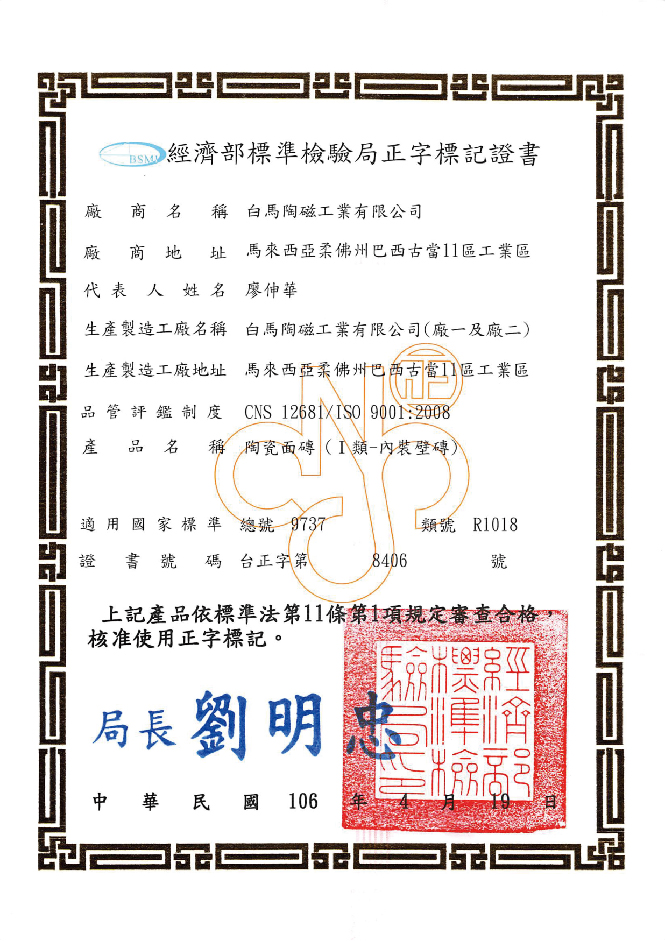 BSMI 經濟部標準檢驗局正字標記證書
廠商名稱 白馬陶磁工業有限公司
廠商地址 馬來西亞柔佛州巴西古當11區工業區
代表人姓名 廖伸華
生產製造工廠名稱 白馬陶磁工業有限公司(廠一及廠二)
生產製造工廠地址 馬來西亞柔佛州巴西古當11區工業區
品管評鑑制度 CNS 12681/ISO 9001:2008
產品名稱 陶瓷面磚(I類-內裝壁磚)
適用國家標準 總號 9737 類號 R1018
證書號碼 台正字第 8406 號
上記產品依標準法第11條第1項規定審查合格，
核准使用正字標記。
局長 劉明忠
經濟部標準檢驗局印
中華民國 106 年 4 月 19 日